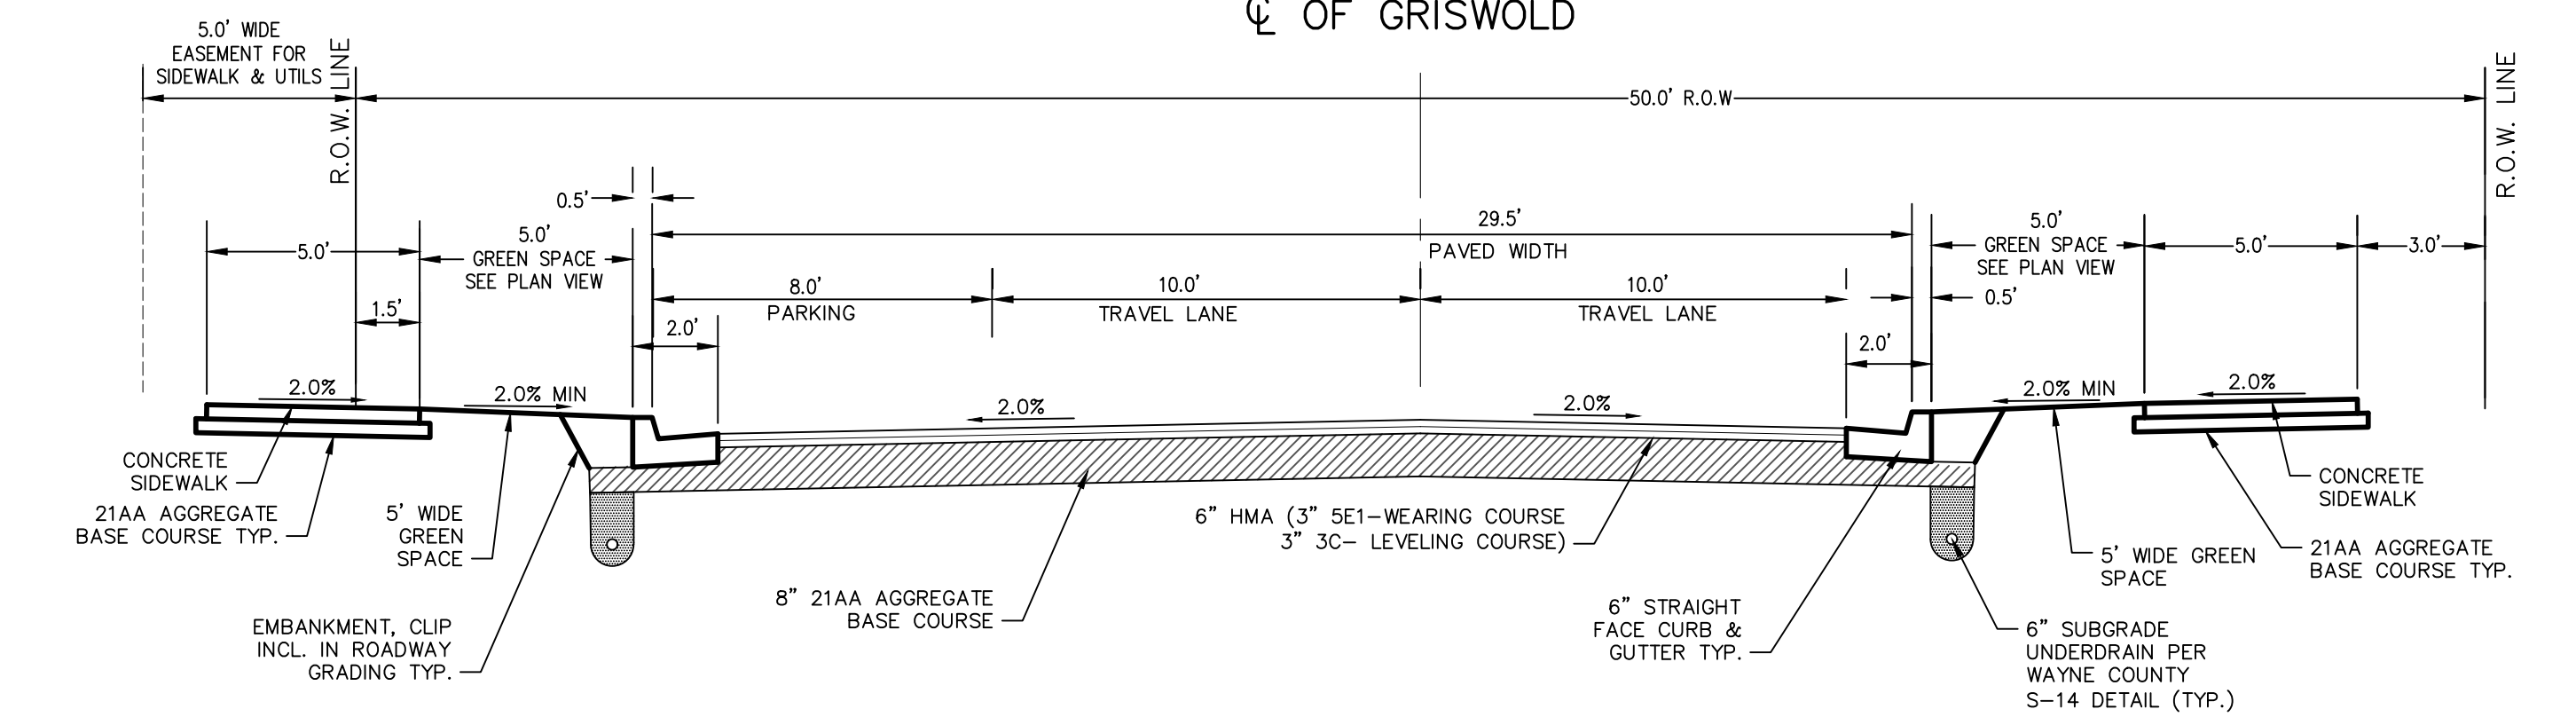 ℄ OF GRISWOLD
5.0' WIDE
EASEMENT FOR
SIDEWALK & UTILS
R.O.W. LINE
50.0' R.O.W
R.O.W. LINE
0.5'
29.5'
PAVED WIDTH
5.0'
5.0'
GREEN SPACE
SEE PLAN VIEW
5.0'
GREEN SPACE
SEE PLAN VIEW
5.0'
3.0'
1.5'
8.0'
PARKING
10.0'
TRAVEL LANE
10.0'
TRAVEL LANE
0.5'
2.0'
2.0'
2.0%
2.0% MIN
2.0%
2.0%
2.0% MIN
2.0%
CONCRETE
SIDEWALK
21AA AGGREGATE
BASE COURSE TYP.
5' WIDE
GREEN
SPACE
EMBANKMENT, CLIP
INCL. IN ROADWAY
GRADING TYP.
8" 21AA AGGREGATE
BASE COURSE
6" HMA (3" 5E1-WEARING COURSE
3" 3C- LEVELING COURSE)
6" STRAIGHT
FACE CURB &
GUTTER TYP.
6" SUBGRADE
UNDERDRAIN PER
WAYNE COUNTY
S-14 DETAIL (TYP.)
5' WIDE GREEN
SPACE
CONCRETE
SIDEWALK
21AA AGGREGATE
BASE COURSE TYP.